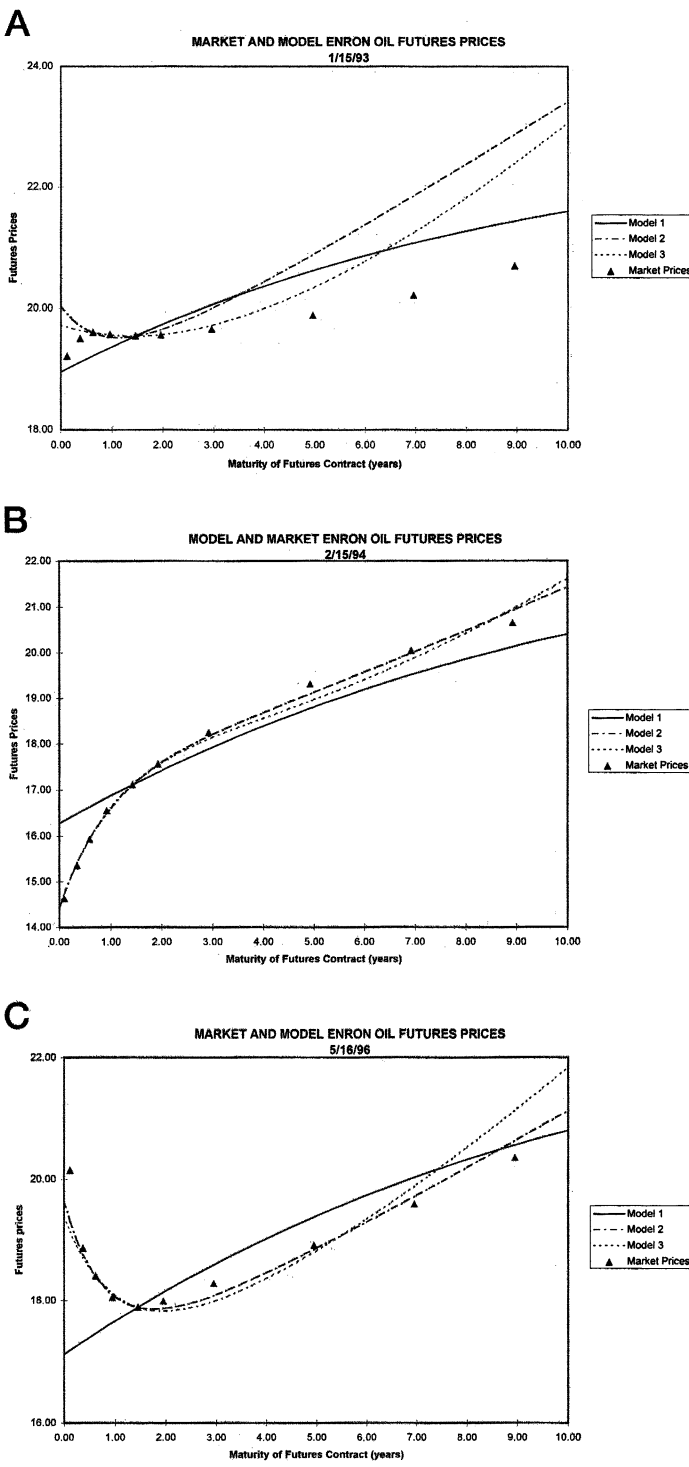 A
MARKET AND MODEL ENRON OIL FUTURES PRICES
1/15/93
24.00
22.00
20.00
18.00
Futures Prices
0.00 1.00 2.00 3.00 4.00 5.00 6.00 7.00 8.00 9.00 10.00
Maturity of Futures Contract (years)
Model 1
Model 2
Model 3
Market Prices
B
MODEL AND MARKET ENRON OIL FUTURES PRICES
2/15/94
22.00
21.00
20.00
19.00
18.00
17.00
16.00
15.00
14.00
Futures Prices
0.00 1.00 2.00 3.00 4.00 5.00 6.00 7.00 8.00 9.00 10.00
Maturity of Futures Contract (years)
Model 1
Model 2
Model 3
Market Prices
C
MARKET AND MODEL ENRON OIL FUTURES PRICES
5/16/96
22.00
20.00
18.00
16.00
Futures prices
0.00 1.00 2.00 3.00 4.00 5.00 6.00 7.00 8.00 9.00 10.00
Maturity of Futures Contract (years)
Model 1
Model 2
Model 3
Market Prices